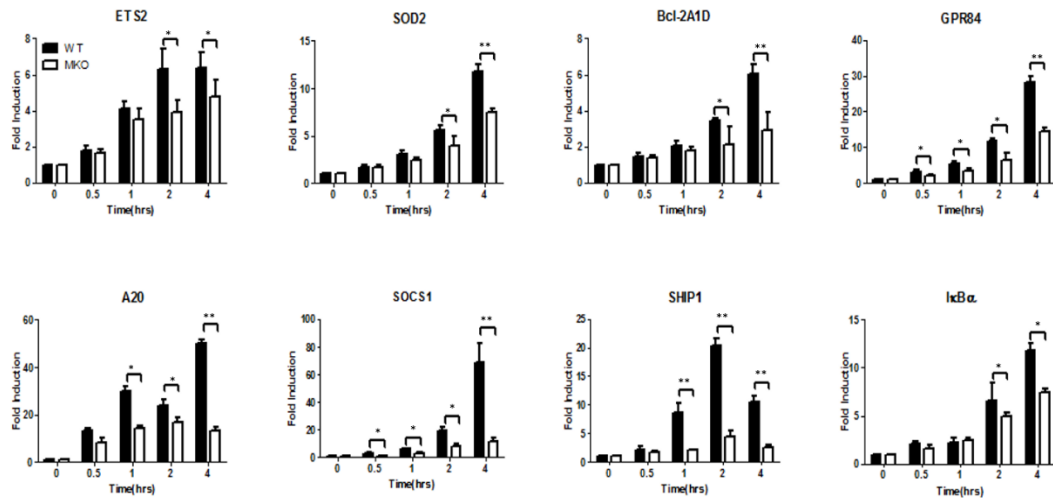 ETS2
Fold Induction
8
6
4
2
0
WT
MKO
*
*
0 0.5 1 2 4
Time(hrs)
SOD2
Fold Induction
15
10
5
0
*
**
0 0.5 1 2 4
Time(hrs)
Bcl-2A1D
Fold Induction
8
6
4
2
0
*
**
0 0.5 1 2 4
Time(hrs)
GPR84
Fold Induction
40
30
20
10
0
*
*
*
**
0 0.5 1 2 4
Time(hrs)
A20
Fold Induction
60
40
20
0
*
*
**
0 0.5 1 2 4
Time(hrs)
SOCS1
Fold Induction
100
80
60
40
20
0
*
*
*
**
0 0.5 1 2 4
Time(hrs)
SHIP1
Fold Induction
25
20
15
10
5
0
**
**
**
0 0.5 1 2 4
Time(hrs)
IκBα
Fold Induction
15
10
5
0
*
*
0 0.5 1 2 4
Time(hrs)